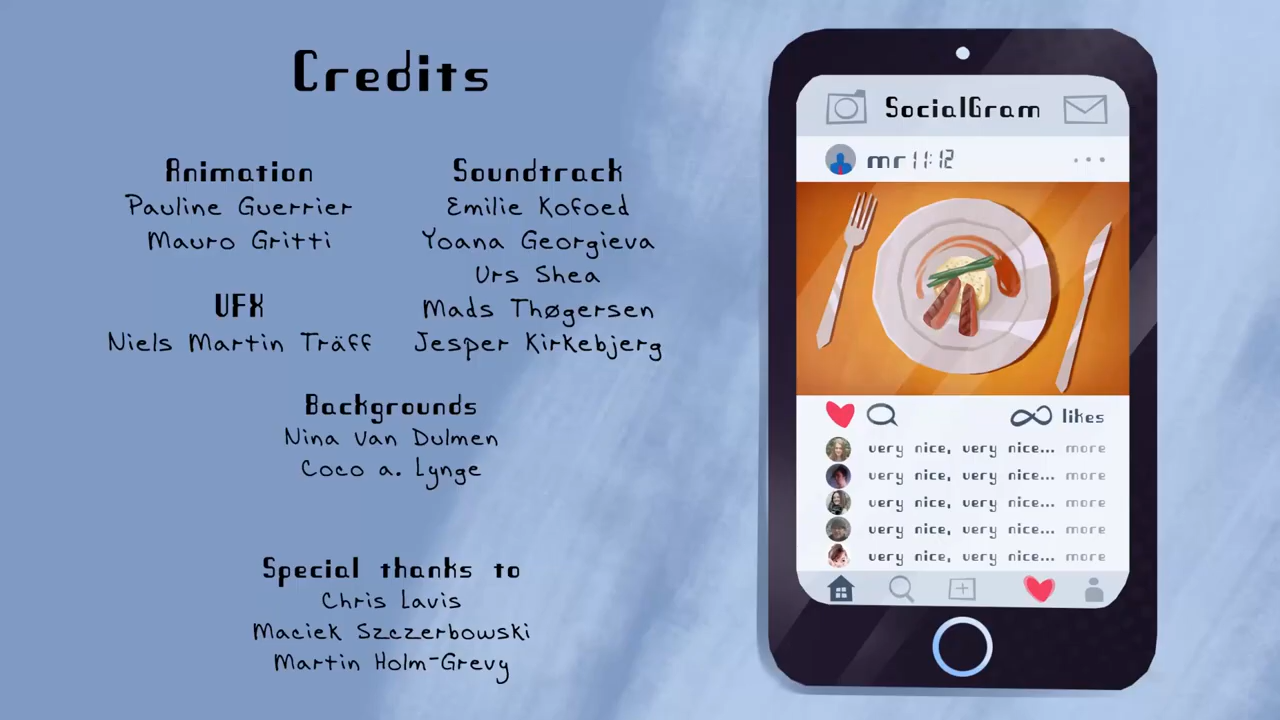 Credits
Animation
Pauline Guerrier
Mauro Gritti
VFX
Niels Martin Träff
Soundtrack
Emilie Kofoed
Yoana Georgieva
Urs Shea
Mads Thøgersen
Jesper Kirkebjerg
Backgrounds
Nina van Dulmen
Coco a. Lynge
Special thanks to
Chris Lavis
Maciek Szczerbowski
Martin Holm-Grevy
SocialGram
mr11:12
∞ likes
very nice, very nice... more
very nice, very nice... more
very nice, very nice... more
very nice, very nice... more
very nice, very nice... more